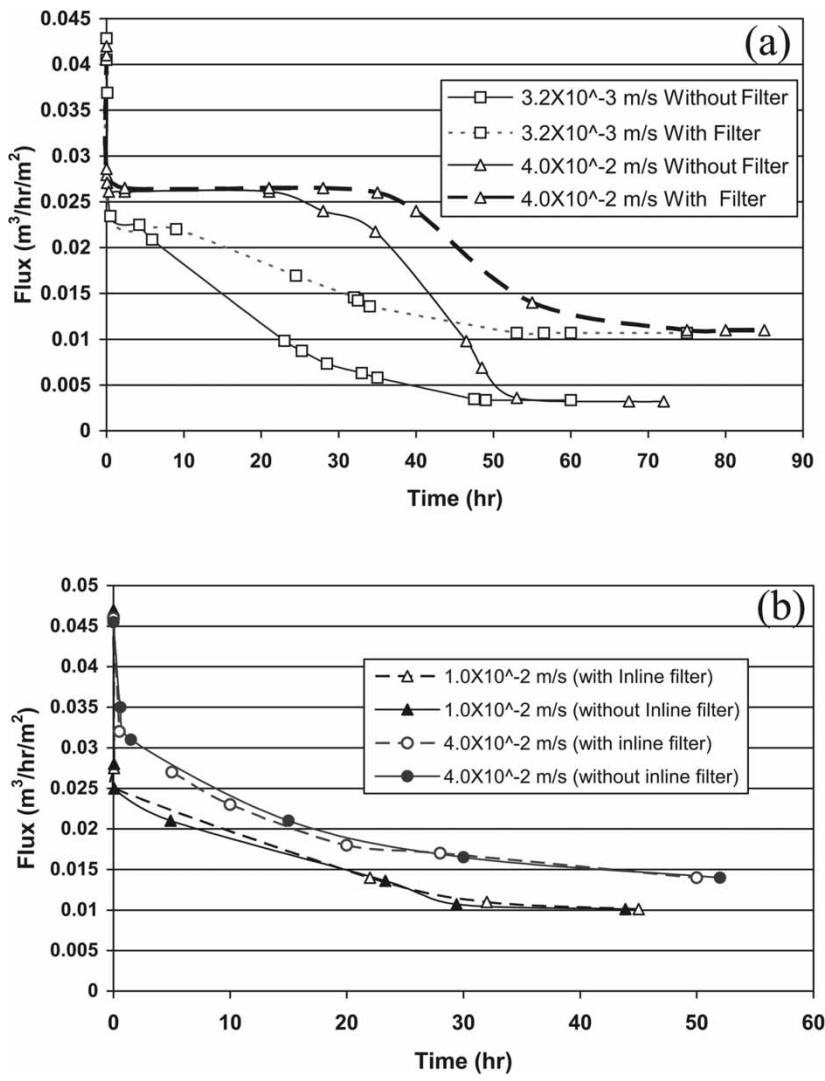 (a)
0.045
0.04
0.035
0.03
0.025
0.02
0.015
0.01
0.005
0
Flux (m³/hr/m²)
3.2X10^-3 m/s Without Filter
3.2X10^-3 m/s With Filter
4.0X10^-2 m/s Without Filter
4.0X10^-2 m/s With Filter
0 10 20 30 40 50 60 70 80 90
Time (hr)
(b)
0.05
0.045
0.04
0.035
0.03
0.025
0.02
0.015
0.01
0.005
0
Flux (m³/hr/m²)
1.0X10^-2 m/s (with Inline filter)
1.0X10^-2 m/s (without Inline filter)
4.0X10^-2 m/s (with inline filter)
4.0X10^-2 m/s (without inline filter)
0 10 20 30 40 50 60
Time (hr)